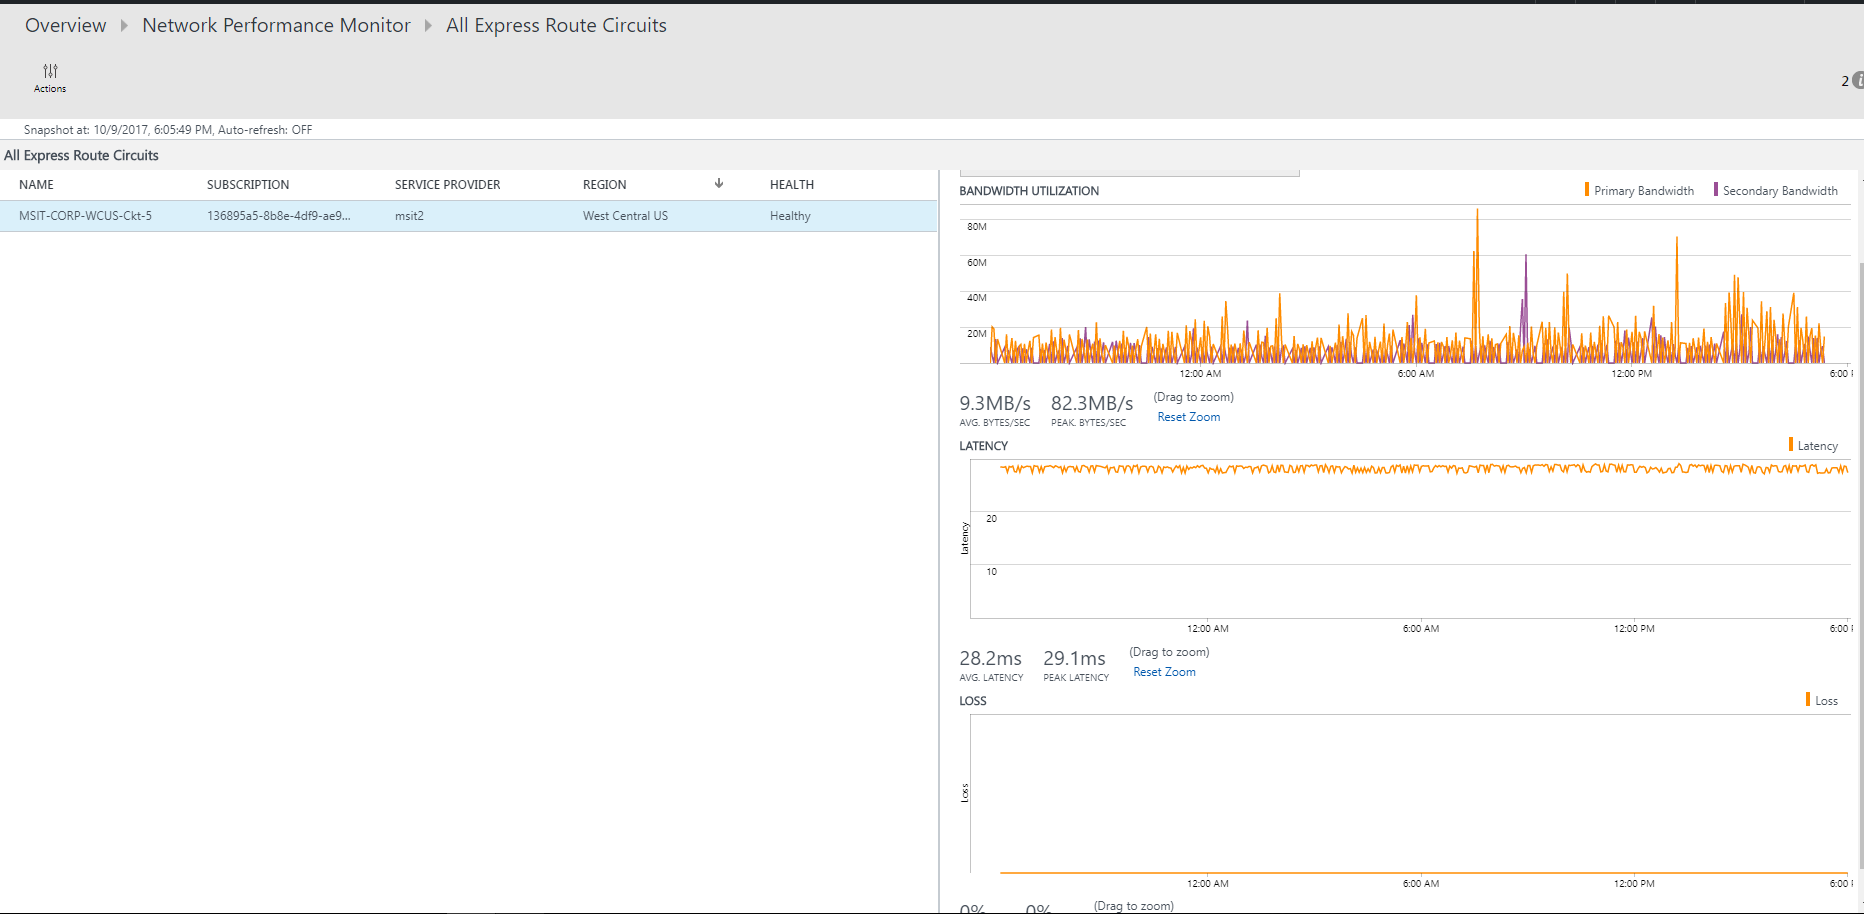 Overview Network Performance Monitor All Express Route Circuits
Actions
2
Snapshot at: 10/9/2017, 6:05:49 PM, Auto-refresh: OFF
All Express Route Circuits
NAME SUBSCRIPTION SERVICE PROVIDER REGION HEALTH
MSIT-CORP-WCUS-Ckt-5 136895a5-8b8e-4df9-ae9... msit2 West Central US Healthy
BANDWIDTH UTILIZATION Primary Bandwidth Secondary Bandwidth
80M
60M
40M
20M
12:00 AM 6:00 AM 12:00 PM 6:00
9.3MB/s 82.3MB/s (Drag to zoom)
AVG. BYTES/SEC PEAK. BYTES/SEC Reset Zoom
LATENCY Latency
latency
20
10
12:00 AM 6:00 AM 12:00 PM 6:00
28.2ms 29.1ms (Drag to zoom)
AVG. LATENCY PEAK LATENCY Reset Zoom
LOSS Loss
Loss
12:00 AM 6:00 AM 12:00 PM 6:00
0% 0% (Drag to zoom)